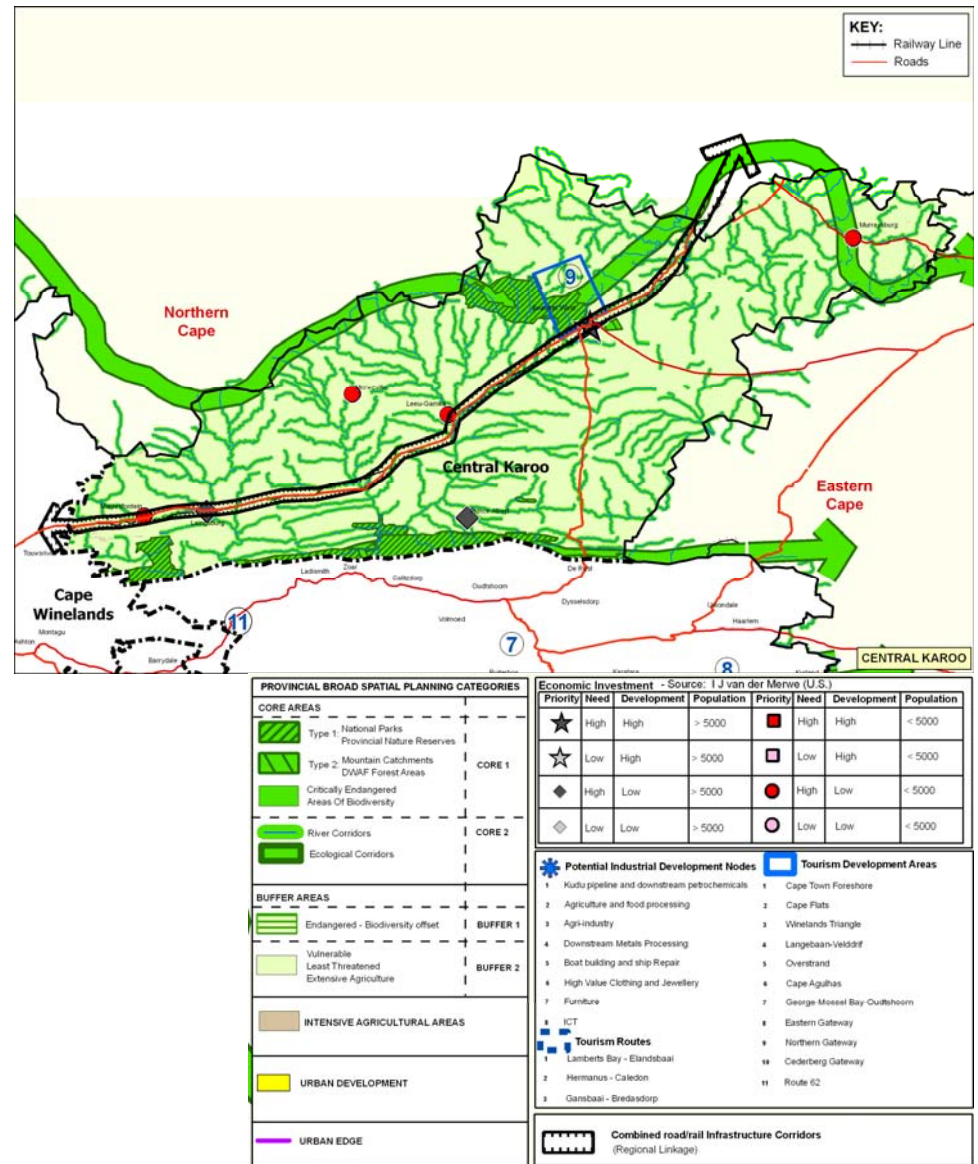 KEY:
Railway Line
Roads
Northern
Cape
9
Murraysburg
Leeu-Gamka
Central Karoo
Eastern
Cape
Laingsburg
Touwsrivier
Cape
Winelands
Ladismith
Zoar
Calitzdorp
Oudtshoorn
De Rust
Dysselsdorp
Volmoed
Uniondale
Haarlem
Montagu
Ashton
Barrydale
11
7
8
CENTRAL KAROO
PROVINCIAL BROAD SPATIAL PLANNING CATEGORIES
CORE AREAS
Type 1: National Parks
Provincial Nature Reserves
Type 2: Mountain Catchments
DWAF Forest Areas
CORE 1
Critically Endangered
Areas Of Biodiversity
River Corridors
CORE 2
Ecological Corridors
BUFFER AREAS
Endangered - Biodiversity offset
BUFFER 1
Vulnerable
Least Threatened
Extensive Agriculture
BUFFER 2
INTENSIVE AGRICULTURAL AREAS
URBAN DEVELOPMENT
URBAN EDGE
Economic Investment - Source: I J van der Merwe (U.S.)
Priority Need Development Population Priority Need Development Population
High High > 5000 High High < 5000
Low High > 5000 Low High < 5000
High Low > 5000 High Low < 5000
Low Low > 5000 Low Low < 5000
Potential Industrial Development Nodes
1 Kudu pipeline and downstream petrochemicals
2 Agriculture and food processing
3 Agri-industry
4 Downstream Metals Processing
5 Boat building and ship Repair
6 High Value Clothing and Jewellery
7 Furniture
8 ICT
Tourism Routes
1 Lamberts Bay - Elandsbaai
2 Hermanus - Caledon
3 Gansbaai - Bredasdorp
Tourism Development Areas
1 Cape Town Foreshore
2 Cape Flats
3 Winelands Triangle
4 Langebaan-Velddrif
5 Overstrand
6 Cape Agulhas
7 George-Mossel Bay-Oudtshoorn
8 Eastern Gateway
9 Northern Gateway
10 Cederberg Gateway
11 Route 62
Combined road/rail Infrastructure Corridors
(Regional Linkage)